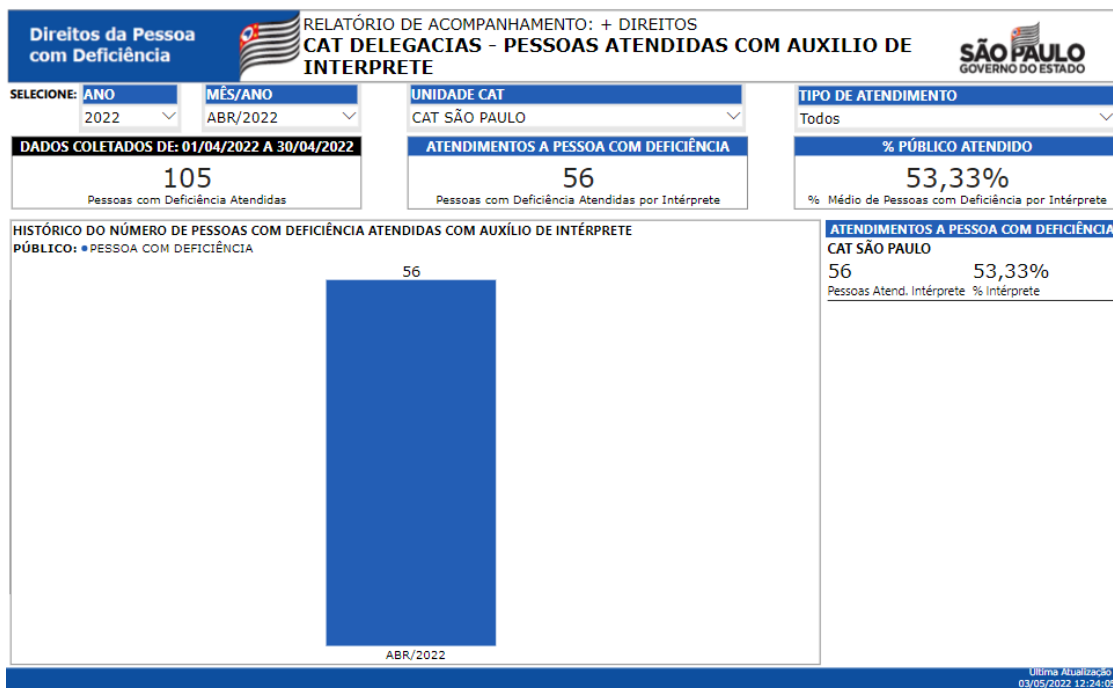 Direitos da Pessoa
com Deficiência
RELATÓRIO DE ACOMPANHAMENTO: + DIREITOS
CAT DELEGACIAS - PESSOAS ATENDIDAS COM AUXILIO DE
INTERPRETE
SÃO PAULO
GOVERNO DO ESTADO
SELECIONE:
ANO
2022
MÊS/ANO
ABR/2022
UNIDADE CAT
CAT SÃO PAULO
TIPO DE ATENDIMENTO
Todos
DADOS COLETADOS DE: 01/04/2022 A 30/04/2022
105
Pessoas com Deficiência Atendidas
ATENDIMENTOS A PESSOA COM DEFICIÊNCIA
56
Pessoas com Deficiência Atendidas por Intérprete
% PÚBLICO ATENDIDO
53,33%
% Médio de Pessoas com Deficiência por Intérprete
HISTÓRICO DO NÚMERO DE PESSOAS COM DEFICIÊNCIA ATENDIDAS COM AUXÍLIO DE INTÉRPRETE
PÚBLICO: PESSOA COM DEFICIÊNCIA
56
ABR/2022
ATENDIMENTOS A PESSOA COM DEFICIÊNCIA
CAT SÃO PAULO
56 53,33%
Pessoas Atend. Intérprete % Intérprete
Última Atualização
03/05/2022 12:24:05